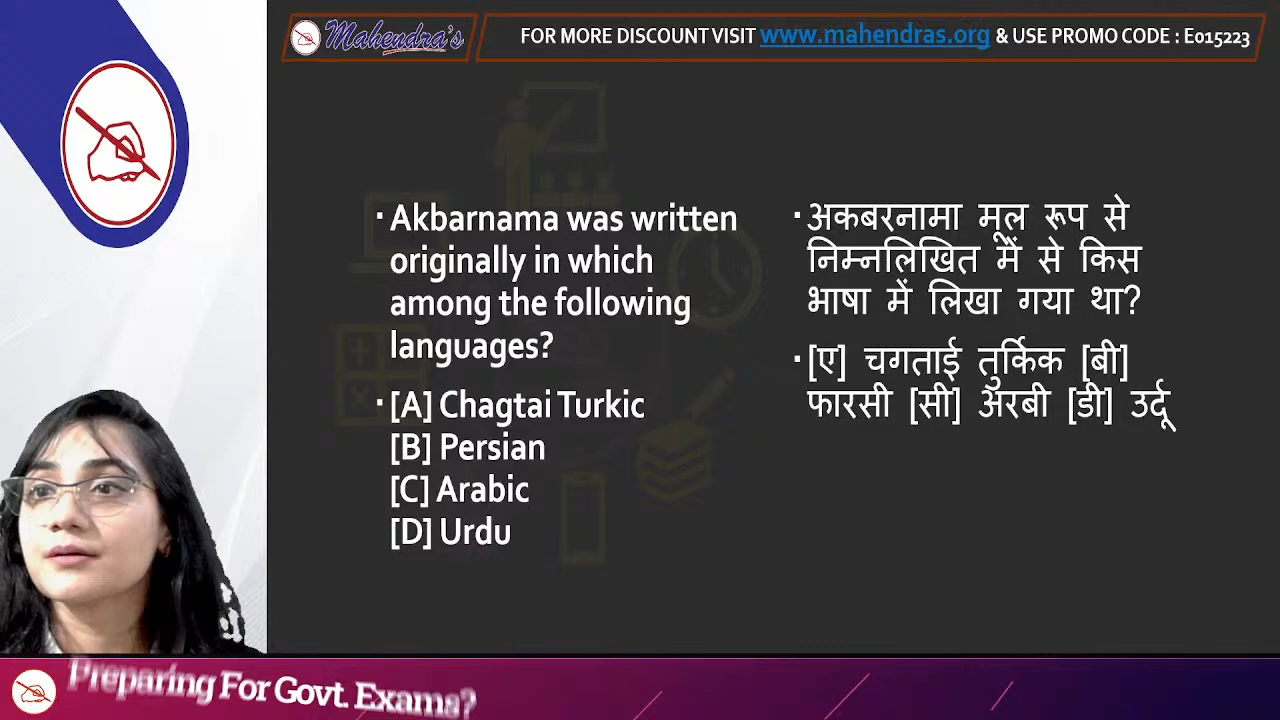 Mahendra's
FOR MORE DISCOUNT VISIT www.mahendras.org & USE PROMO CODE : E015223
· Akbarnama was written
originally in which
among the following
languages?
· [A] Chagtai Turkic
[B] Persian
[C] Arabic
[D] Urdu
· अकबरनामा मूल रूप से
निम्नलिखित में से किस
भाषा में लिखा गया था?
· [ए] चगताई तुर्किक [बी]
फारसी [सी] अरबी [डी] उर्दू
Preparing For Govt. Exams?